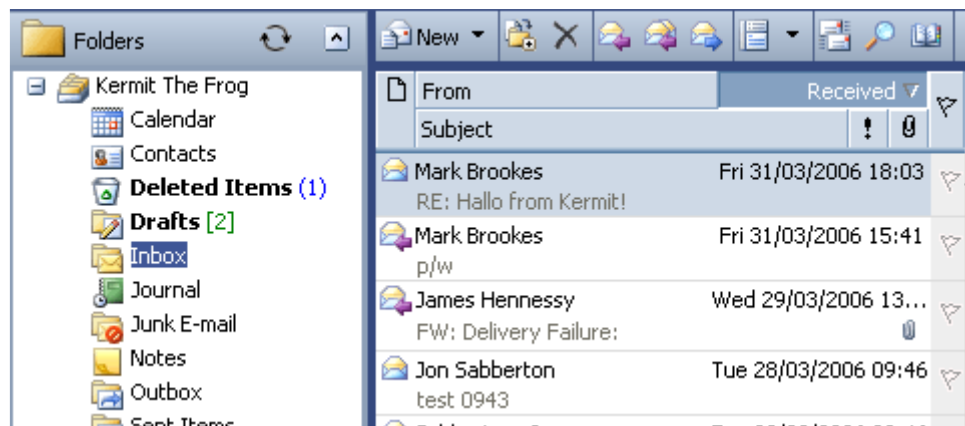 Folders
Kermit The Frog
Calendar
Contacts
Deleted Items (1)
Drafts [2]
Inbox
Journal
Junk E-mail
Notes
Outbox
Sent Items
New
From Received
Subject
Mark Brookes Fri 31/03/2006 18:03
RE: Hallo from Kermit!
Mark Brookes Fri 31/03/2006 15:41
p/w
James Hennessy Wed 29/03/2006 13...
FW: Delivery Failure:
Jon Sabberton Tue 28/03/2006 09:46
test 0943